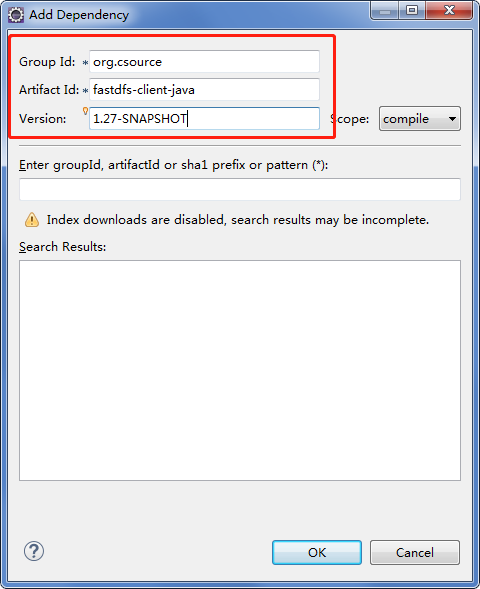 Add Dependency
Group Id: * org.csource
Artifact Id: * fastdfs-client-java
Version: 1.27-SNAPSHOT Scope: compile
Enter groupId, artifactId or sha1 prefix or pattern (*):
Index downloads are disabled, search results may be incomplete.
Search Results:
OK Cancel